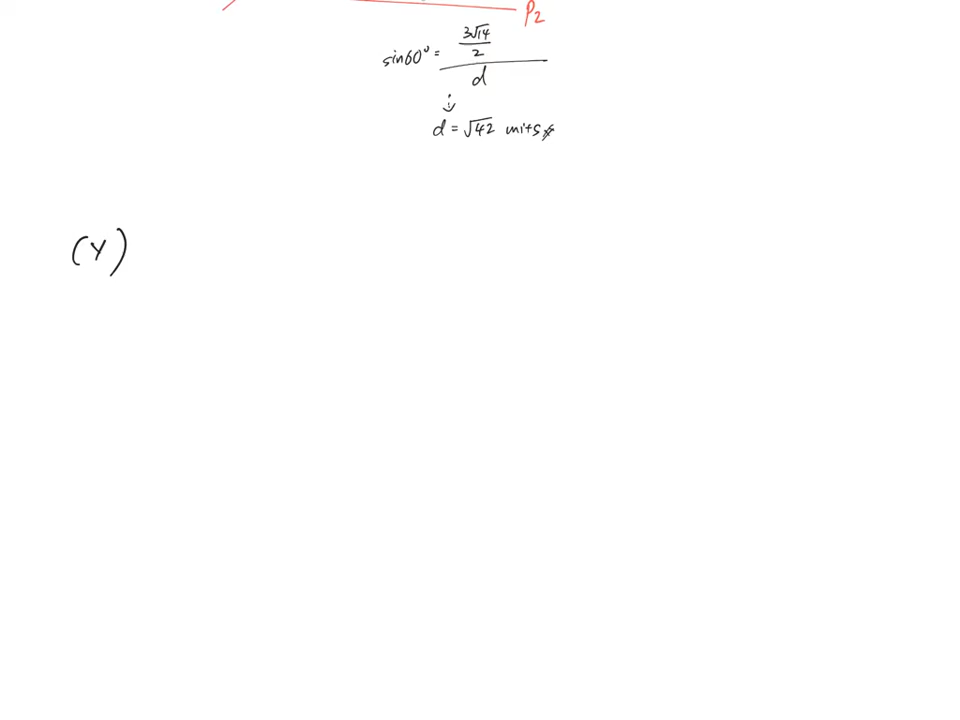 P2
sin60° = (3√14/2)/d
d = √42 units
(Y)